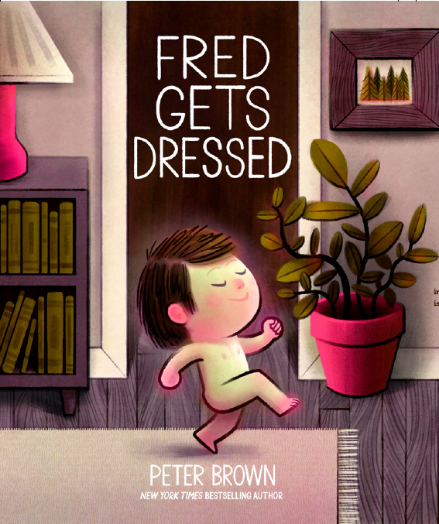 FRED
GETS
DRESSED
PETER BROWN
NEW YORK TIMES BESTSELLING AUTHOR